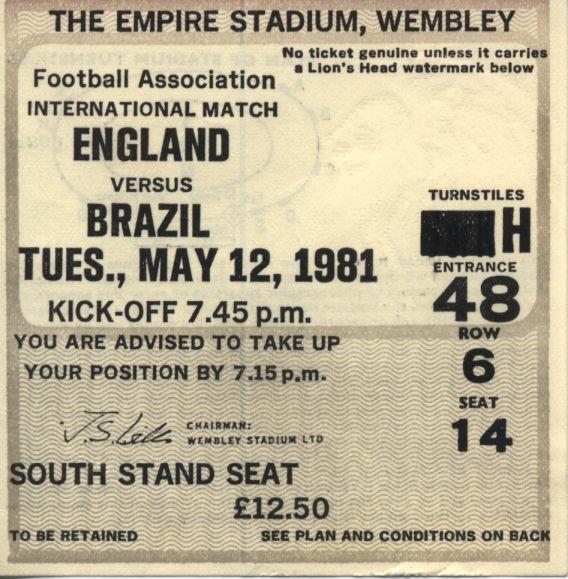 THE EMPIRE STADIUM, WEMBLEY
No ticket genuine unless it carries
a Lion's Head watermark below
Football Association
INTERNATIONAL MATCH
ENGLAND
VERSUS
BRAZIL
TUES., MAY 12, 1981
KICK-OFF 7.45 p.m.
TURNSTILES
H
ENTRANCE
48
ROW
6
SEAT
14
YOU ARE ADVISED TO TAKE UP
YOUR POSITION BY 7.15 p.m.
CHAIRMAN:
WEMBLEY STADIUM LTD
SOUTH STAND SEAT
£12.50
TO BE RETAINED
SEE PLAN AND CONDITIONS ON BACK